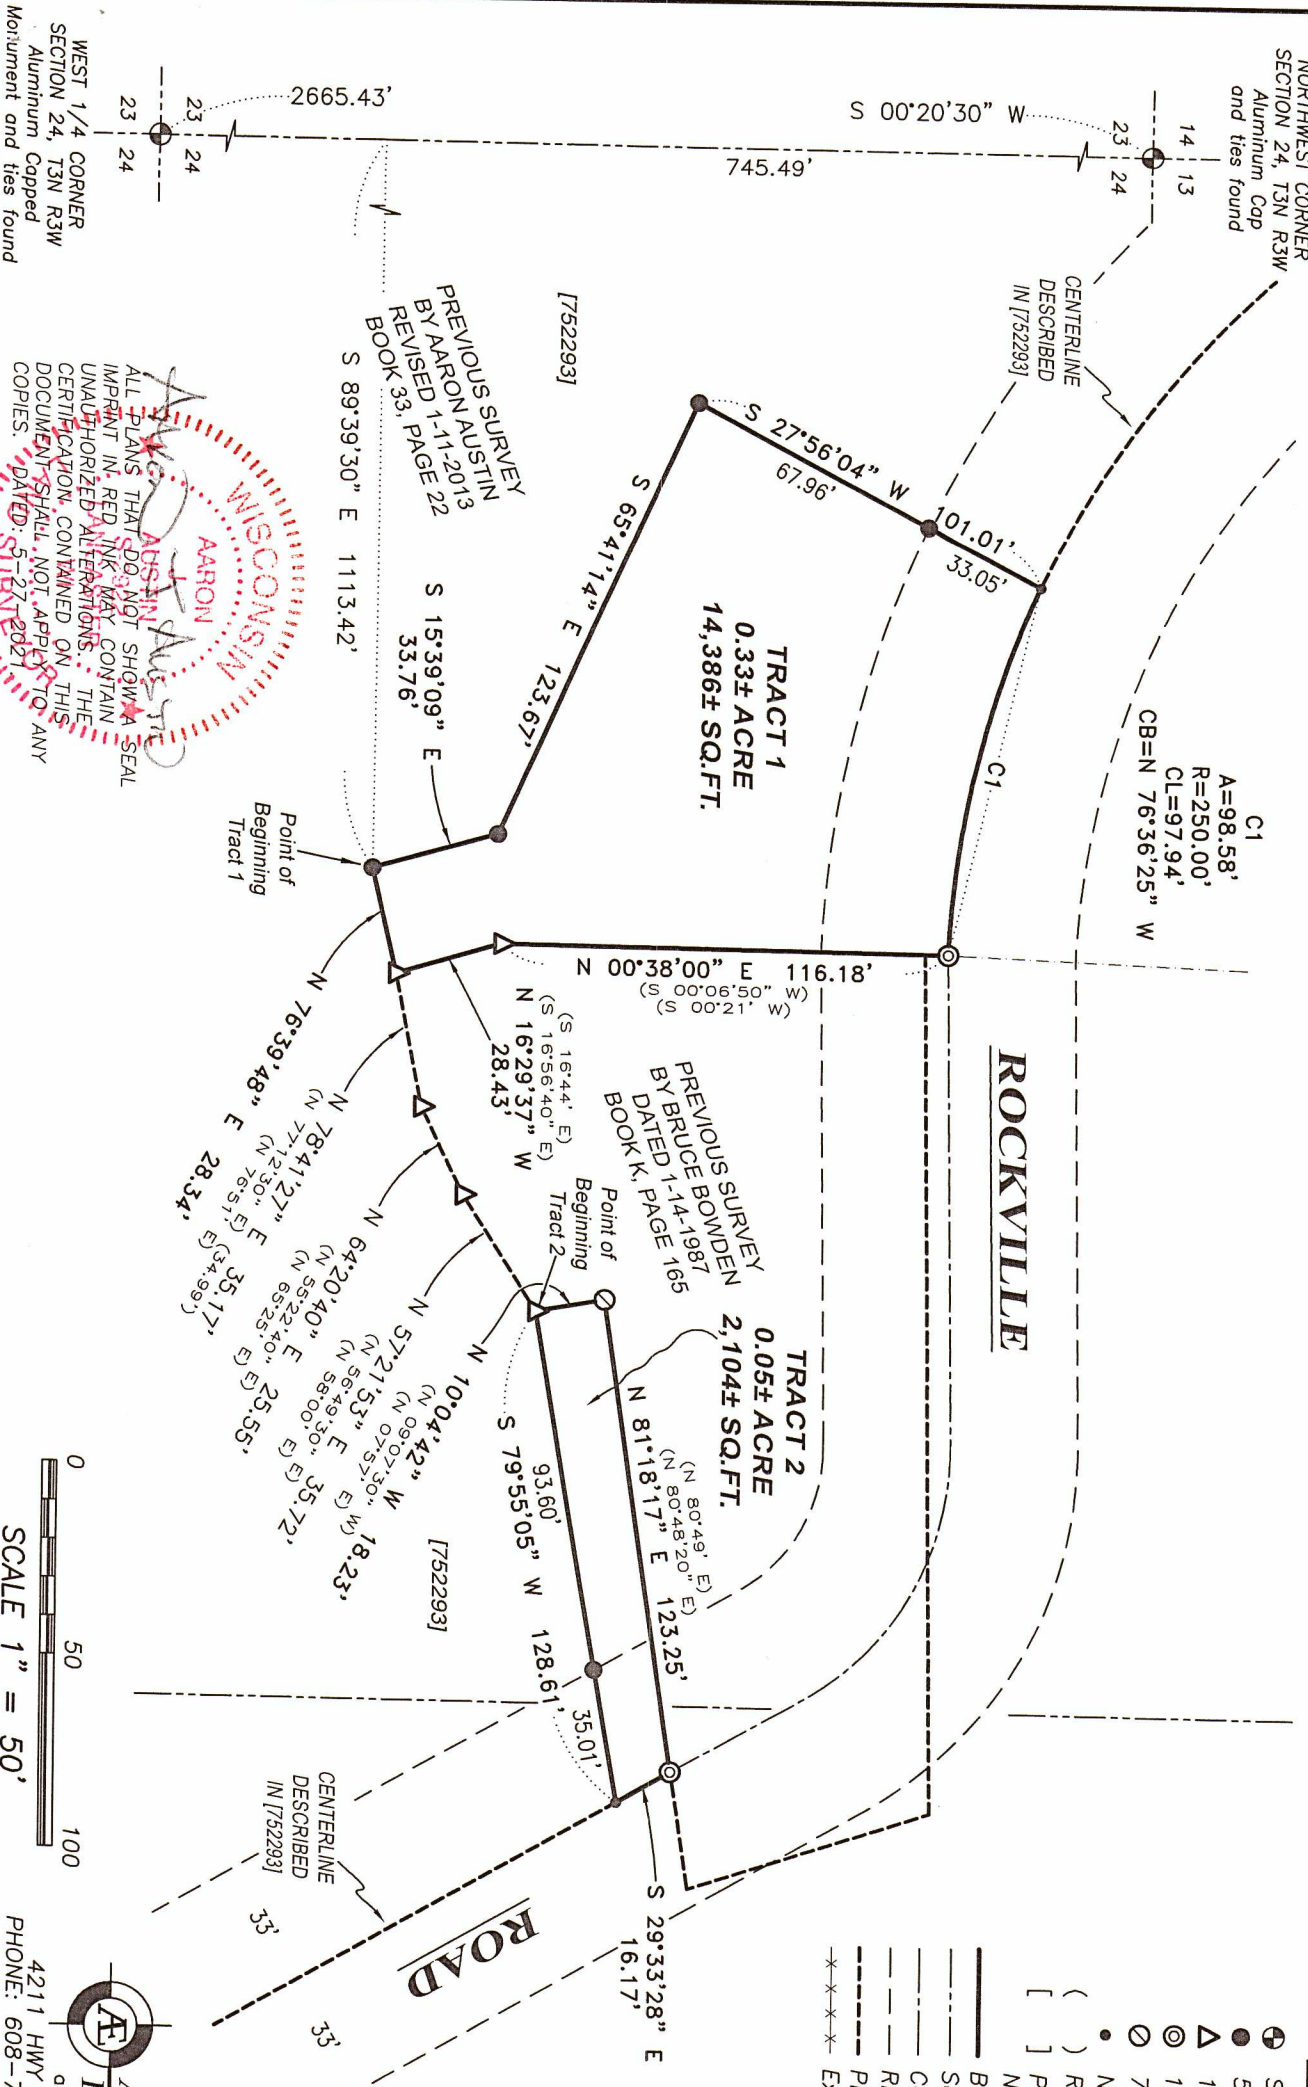 NORTHWEST CORNER
SECTION 24, T3N R3W
Aluminum Cap
and ties found
14
13
23
24
S 00°20'30" W
745.49'
2665.43'
23
24
23
24
WEST 1/4 CORNER
SECTION 24, T3N R3W
Aluminum Capped
Monument and ties found
CENTERLINE
DESCRIBED
IN [752293]
C1
A=98.58'
R=250.00'
CL=97.94'
CB=N 76°36'25" W
C1
101.01'
33.05'
S 27°56'04" W
67.96'
[752293]
PREVIOUS SURVEY
BY AARON AUSTIN
REVISED 1-11-2013
BOOK 33, PAGE 22
S 65°41'14" E 123.67'
TRACT 1
0.33± ACRE
14,386± SQ.FT.
S 89°39'30" E 1113.42'
S 15°39'09" E
33.76'
Point of
Beginning
Tract 1
N 00°38'00" E 116.18'
(S 00°06'50" W)
(S 00°21' W)
(S 16°44' E)
(S 16°56'40" E)
N 16°29'37" W
28.43'
N 76°39'48" E 28.34'
N 78°41'27" E 35.17'
(N 77°12'30" E) (34.99')
(N 76°51' E)
N 64°20'40" E 25.55'
(N 55°22'40" E)
(N 65°25' E)
N 57°21'53" E 35.72'
(N 56°49'30" E)
(N 58°00' E)
N 10°04'42" W 18.23'
(N 09°07'30" W)
(N 07°57' E)
PREVIOUS SURVEY
BY BRUCE BOWDEN
DATED 1-14-1987
BOOK K, PAGE 165
Point of
Beginning
Tract 2
TRACT 2
0.05± ACRE
2,104± SQ.FT.
(N 80°49' E)
(N 80°48'20" E)
N 81°18'17" E 123.25'
93.60'
35.01'
S 79°55'05" W 128.61'
S 29°33'28" E
16.17'
[752293]
ROCKVILLE
ROAD
CENTERLINE
DESCRIBED
IN [752293]
33'
33'
WISCONSIN
AARON
AUSTIN
LANCASTER
ALL PLANS THAT DO NOT SHOW A SEAL
IMPRINT IN RED INK MAY CONTAIN
UNAUTHORIZED ALTERATIONS. THE
CERTIFICATION CONTAINED ON THIS
DOCUMENT SHALL NOT APPLY TO ANY
COPIES. DATED: 5-27-2021
0 50 100
SCALE 1" = 50'
Æ
4211 HWY
PHONE: 608-7
( )
[ ]